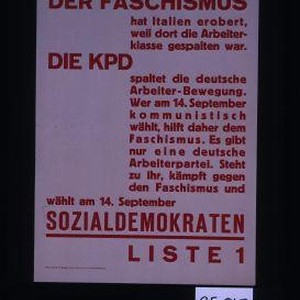 DER FASCHISMUS
hat Italien erobert,
weil dort die Arbeiter-
klasse gespalten war.
DIE KPD
spaltet die deutsche
Arbeiter-Bewegung.
Wer am 14. September
kommunistisch
wählt, hilft daher dem
Faschismus. Es gibt
nur eine deutsche
Arbeiterpartei. Steht
zu ihr, kämpft gegen
den Faschismus und
wählt am 14. September
SOZIALDEMOKRATEN
LISTE 1